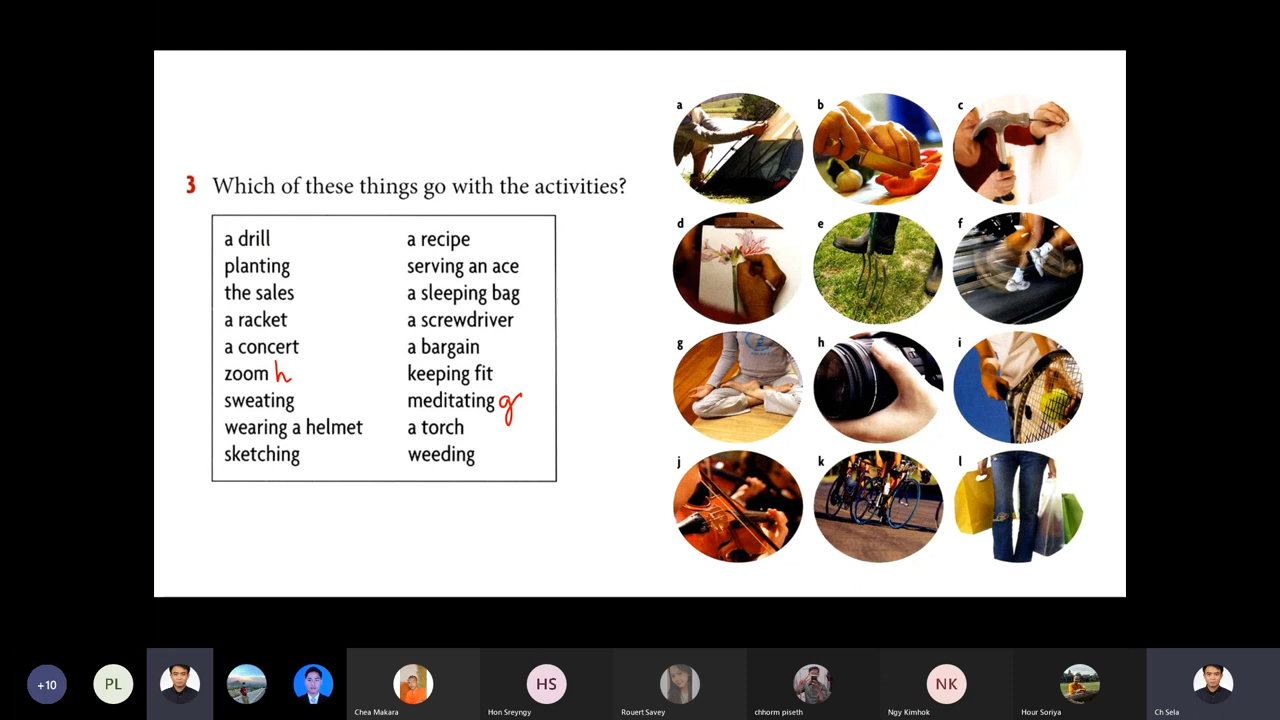 3 Which of these things go with the activities?
a drill
planting
the sales
a racket
a concert
zoom h
sweating
wearing a helmet
sketching
a recipe
serving an ace
a sleeping bag
a screwdriver
a bargain
keeping fit
meditating g
a torch
weeding
a
b
c
d
e
f
g
h
i
j
k
l
+10
PL
Chea Makara
HS
Hon Sreyngy
Rouert Savey
chhorm piseth
NK
Ngy Kimhok
Hour Soriya
Ch Sela